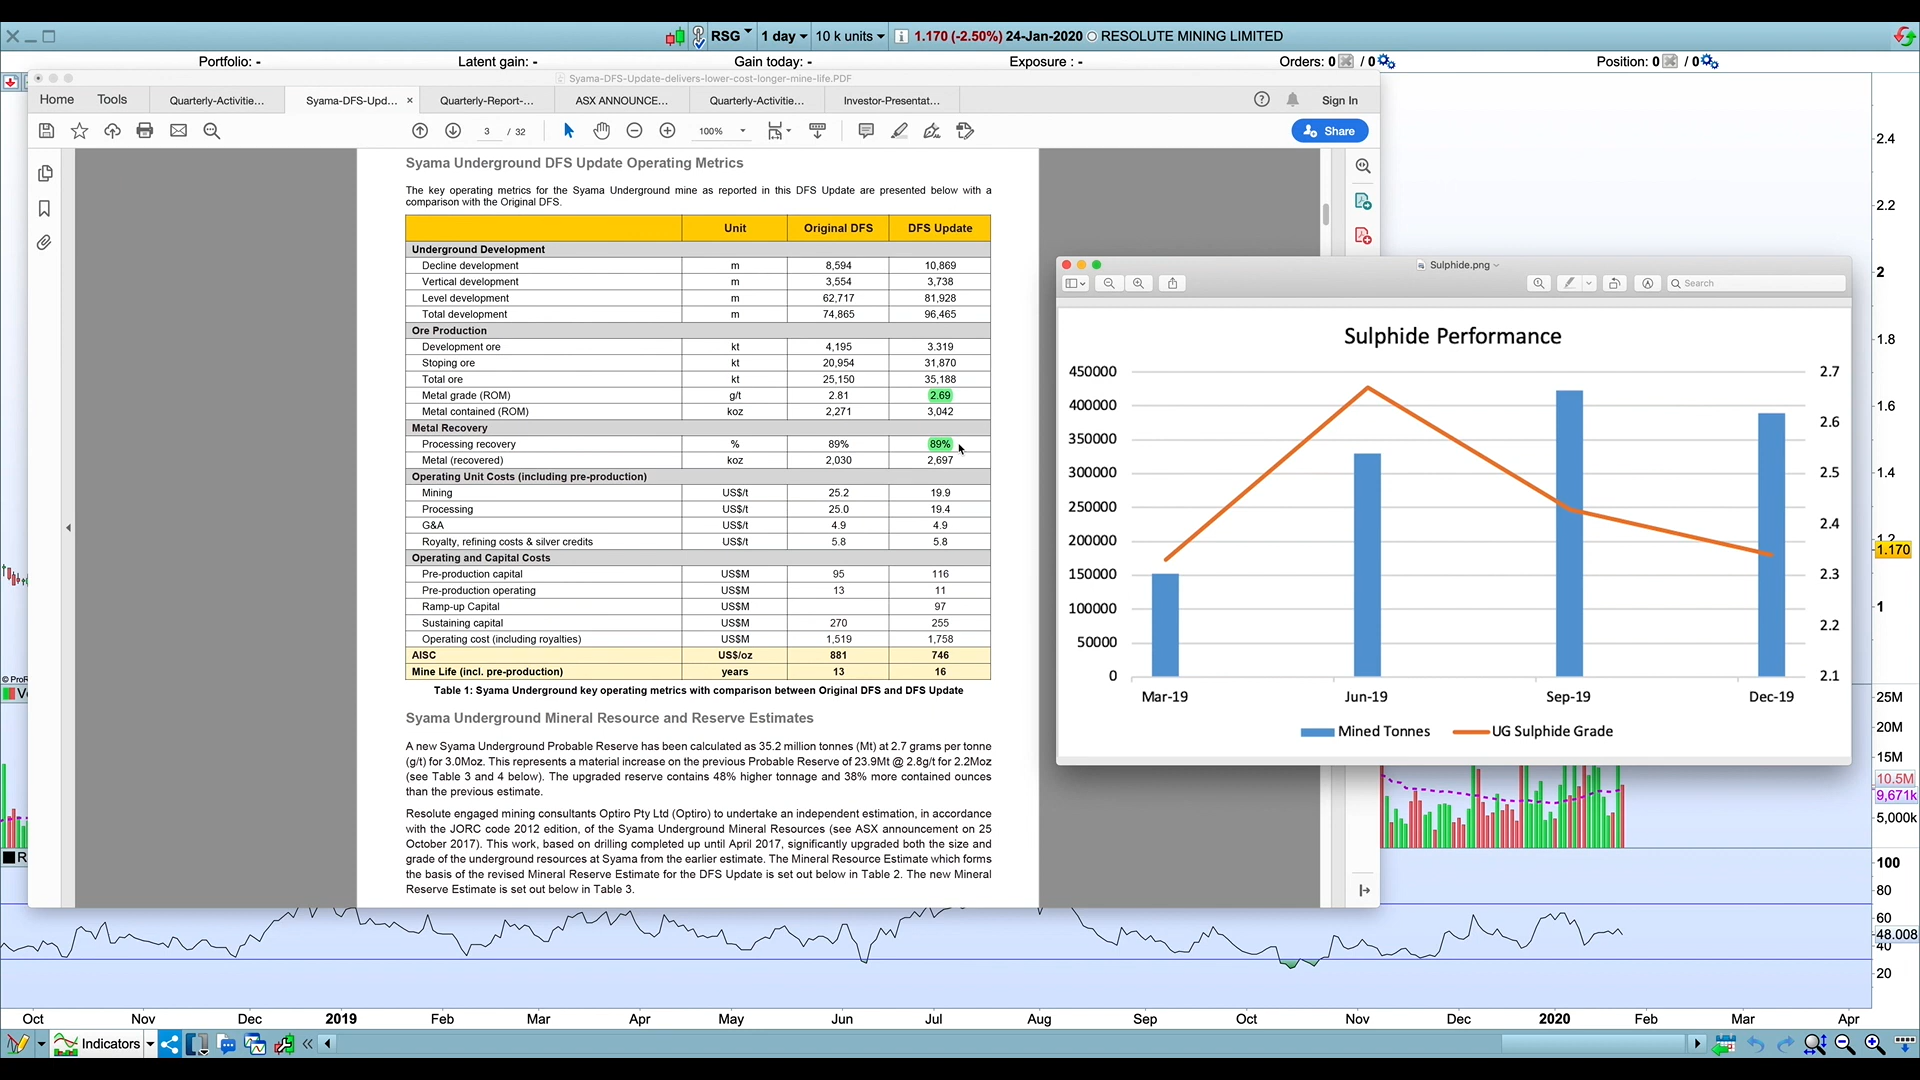 RSG 1 day 10 k units 1.170 (-2.50%) 24-Jan-2020 RESOLUTE MINING LIMITED
Portfolio: - Latent gain: - Gain today: - Exposure : - Orders: 0 / 0 Position: 0 / 0
Syama-DFS-Update-delivers-lower-cost-longer-mine-life.PDF
Home Tools Quarterly-Activitie... Syama-DFS-Upd... × Quarterly-Report-... ASX ANNOUNCE... Quarterly-Activitie... Investor-Presentat... Sign In
3 / 32 100% Share
Syama Underground DFS Update Operating Metrics
The key operating metrics for the Syama Underground mine as reported in this DFS Update are presented below with a
comparison with the Original DFS.
Unit Original DFS DFS Update
Underground Development
Decline development m 8,594 10,869
Vertical development m 3,554 3,738
Level development m 62,717 81,928
Total development m 74,865 96,465
Ore Production
Development ore kt 4,195 3.319
Stoping ore kt 20,954 31,870
Total ore kt 25,150 35,188
Metal grade (ROM) g/t 2.81 2.69
Metal contained (ROM) koz 2,271 3,042
Metal Recovery
Processing recovery % 89% 89%
Metal (recovered) koz 2,030 2,697
Operating Unit Costs (including pre-production)
Mining US$/t 25.2 19.9
Processing US$/t 25.0 19.4
G&A US$/t 4.9 4.9
Royalty, refining costs & silver credits US$/t 5.8 5.8
Operating and Capital Costs
Pre-production capital US$M 95 116
Pre-production operating US$M 13 11
Ramp-up Capital US$M 97
Sustaining capital US$M 270 255
Operating cost (including royalties) US$M 1,519 1,758
AISC US$/oz 881 746
Mine Life (incl. pre-production) years 13 16
Table 1: Syama Underground key operating metrics with comparison between Original DFS and DFS Update
Syama Underground Mineral Resource and Reserve Estimates
A new Syama Underground Probable Reserve has been calculated as 35.2 million tonnes (Mt) at 2.7 grams per tonne
(g/t) for 3.0Moz. This represents a material increase on the previous Probable Reserve of 23.9Mt @ 2.8g/t for 2.2Moz
(see Table 3 and 4 below). The upgraded reserve contains 48% higher tonnage and 38% more contained ounces
than the previous estimate.
Resolute engaged mining consultants Optiro Pty Ltd (Optiro) to undertake an independent estimation, in accordance
with the JORC code 2012 edition, of the Syama Underground Mineral Resources (see ASX announcement on 25
October 2017). This work, based on drilling completed up until April 2017, significantly upgraded both the size and
grade of the underground resources at Syama from the earlier estimate. The Mineral Resource Estimate which forms
the basis of the revised Mineral Reserve Estimate for the DFS Update is set out below in Table 2. The new Mineral
Reserve Estimate is set out below in Table 3.
Sulphide.png
Search
Sulphide Performance
450000 2.7
400000
350000 2.6
300000 2.5
250000
200000 2.4
150000 2.3
100000
50000 2.2
0 2.1
Mar-19 Jun-19 Sep-19 Dec-19
Mined Tonnes UG Sulphide Grade
2.4
2.2
2
1.8
1.6
1.4
1.2
1.170
1
25M
20M
15M
10.5M
9,671k
5,000k
100
80
60
48.008
40
20
© ProR
V
R
Oct Nov Dec 2019 Feb Mar Apr May Jun Jul Aug Sep Oct Nov Dec 2020 Feb Mar Apr
Indicators